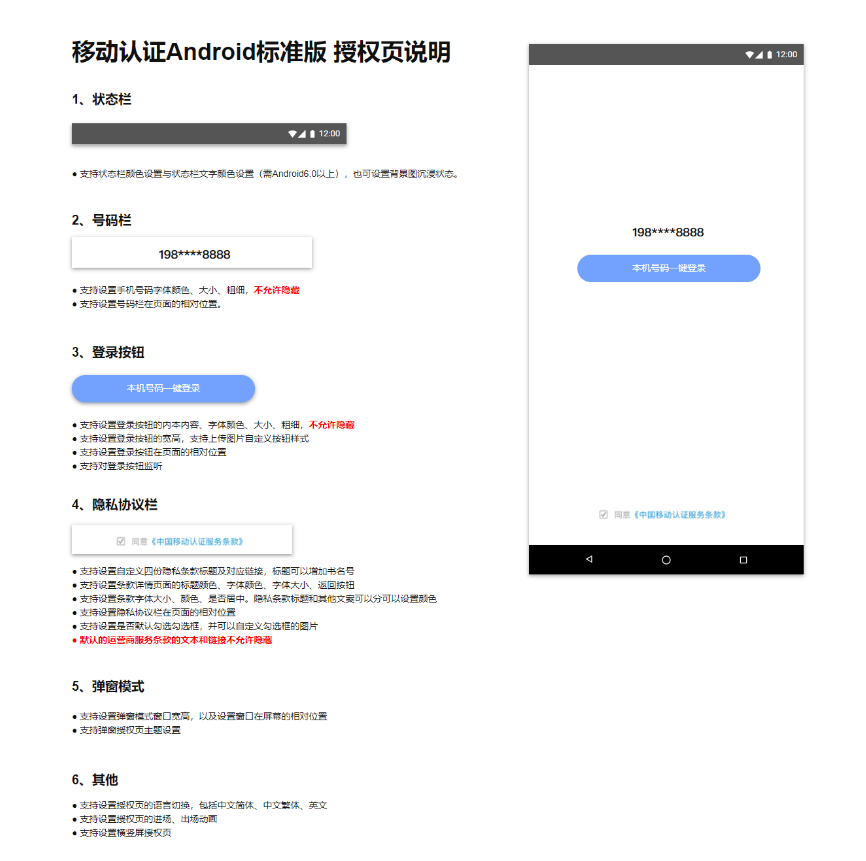 移动认证Android标准版 授权页说明
1、状态栏
12:00
● 支持状态栏颜色设置与状态栏文字颜色设置（需Android6.0以上），也可设置背景图沉浸状态。
2、号码栏
198****8888
● 支持设置手机号码字体颜色、大小、粗细，不允许隐藏
● 支持设置号码栏在页面的相对位置。
3、登录按钮
本机号码一键登录
● 支持设置登录按钮的内本内容、字体颜色、大小、粗细，不允许隐藏
● 支持设置登录按钮的宽高，支持上传图片自定义按钮样式
● 支持设置登录按钮在页面的相对位置
● 支持对登录按钮监听
4、隐私协议栏
同意《中国移动认证服务条款》
● 支持设置自定义四份隐私条款标题及对应链接，标题可以增加书名号
● 支持设置条款详情页面的标题颜色、字体颜色、字体大小、返回按钮
● 支持设置条款字体大小、颜色、是否居中。隐私条款标题和其他文案可以分可以设置颜色
● 支持设置隐私协议栏在页面的相对位置
● 支持设置是否默认勾选勾选框，并可以自定义勾选框的图片
● 默认的运营商服务条款的文本和链接不允许隐藏
5、弹窗模式
● 支持设置弹窗模式窗口宽高，以及设置窗口在屏幕的相对位置
● 支持弹窗授权页主题设置
6、其他
● 支持设置授权页的语言切换，包括中文简体、中文繁体、英文
● 支持设置授权页的进场、出场动画
● 支持设置横竖屏授权页
12:00
198****8888
本机号码一键登录
同意《中国移动认证服务条款》